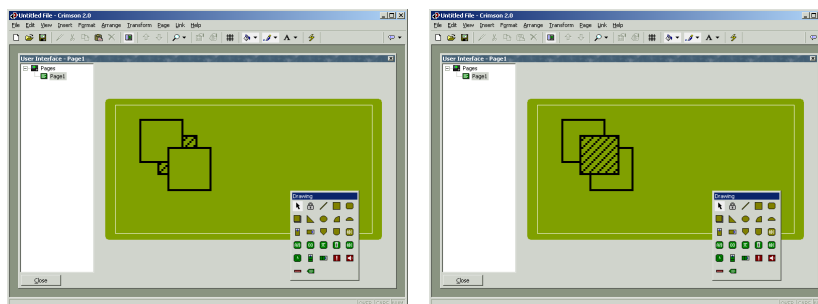 Untitled File - Crimson 2.0
File Edit View Insert Format Arrange Transform Page Link Help
User Interface - Page1
Pages
Page1
Drawing
Close
Untitled File - Crimson 2.0
File Edit View Insert Format Arrange Transform Page Link Help
User Interface - Page1
Pages
Page1
Drawing
Close